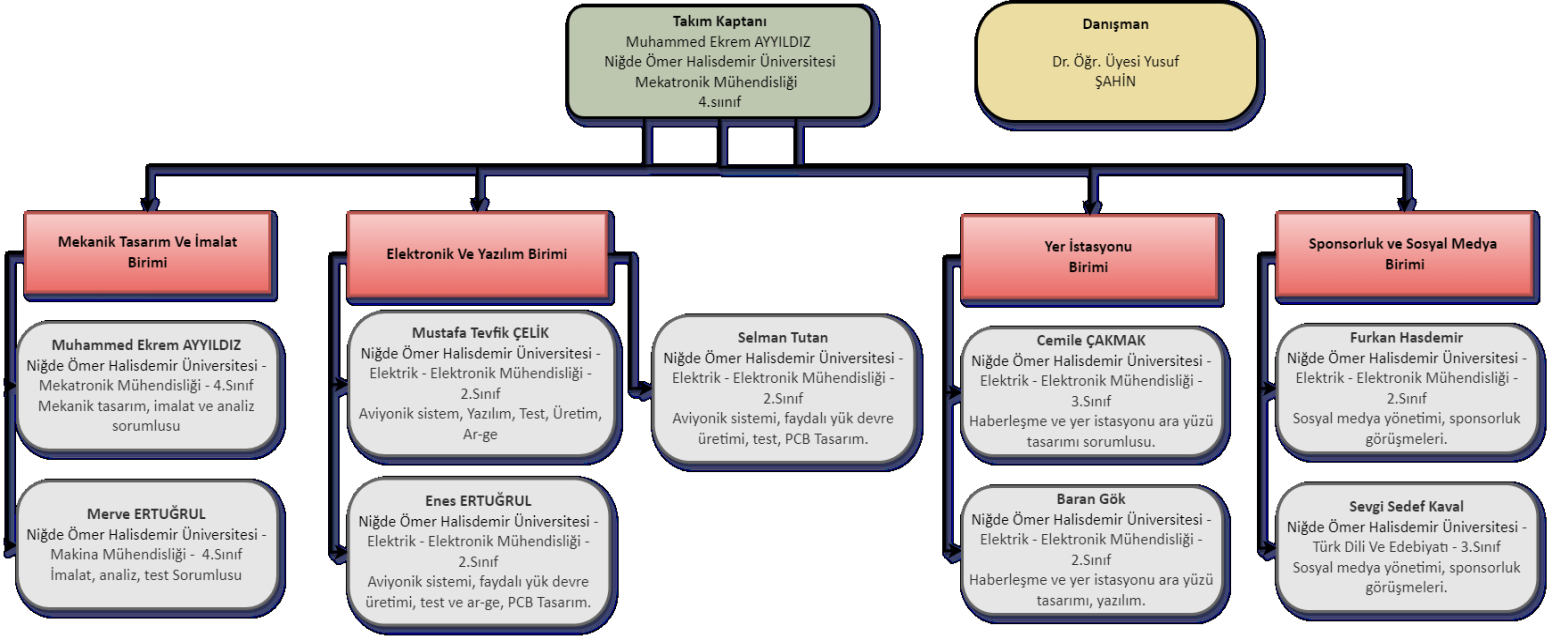 Takım Kaptanı
Muhammed Ekrem AYYILDIZ
Niğde Ömer Halisdemir Üniversitesi
Mekatronik Mühendisliği
4.sıınıf
Danışman
Dr. Öğr. Üyesi Yusuf
ŞAHİN
Mekanik Tasarım Ve İmalat
Birimi
Muhammed Ekrem AYYILDIZ
Niğde Ömer Halisdemir Üniversitesi -
Mekatronik Mühendisliği - 4.Sınıf
Mekanik tasarım, imalat ve analiz
sorumlusu
Merve ERTUĞRUL
Niğde Ömer Halisdemir Üniversitesi -
Makina Mühendisliği - 4.Sınıf
İmalat, analiz, test Sorumlusu
Elektronik Ve Yazılım Birimi
Mustafa Tevfik ÇELİK
Niğde Ömer Halisdemir Üniversitesi -
Elektrik - Elektronik Mühendisliği -
2.Sınıf
Aviyonik sistem, Yazılım, Test, Üretim,
Ar-ge
Enes ERTUĞRUL
Niğde Ömer Halisdemir Üniversitesi -
Elektrik - Elektronik Mühendisliği -
2.Sınıf
Aviyonik sistemi, faydalı yük devre
üretimi, test ve ar-ge, PCB Tasarım.
Selman Tutan
Niğde Ömer Halisdemir Üniversitesi -
Elektrik - Elektronik Mühendisliği -
2.Sınıf
Aviyonik sistemi, faydalı yük devre
üretimi, test, PCB Tasarım.
Yer İstasyonu
Birimi
Cemile ÇAKMAK
Niğde Ömer Halisdemir Üniversitesi -
Elektrik - Elektronik Mühendisliği -
3.Sınıf
Haberleşme ve yer istasyonu ara yüzü
tasarımı sorumlusu.
Baran Gök
Niğde Ömer Halisdemir Üniversitesi -
Elektrik - Elektronik Mühendisliği -
2.Sınıf
Haberleşme ve yer istasyonu ara yüzü
tasarımı, yazılım.
Sponsorluk ve Sosyal Medya
Birimi
Furkan Hasdemir
Niğde Ömer Halisdemir Üniversitesi -
Elektrik - Elektronik Mühendisliği -
2.Sınıf
Sosyal medya yönetimi, sponsorluk
görüşmeleri.
Sevgi Sedef Kaval
Niğde Ömer Halisdemir Üniversitesi -
Türk Dili Ve Edebiyatı - 3.Sınıf
Sosyal medya yönetimi, sponsorluk
görüşmeleri.